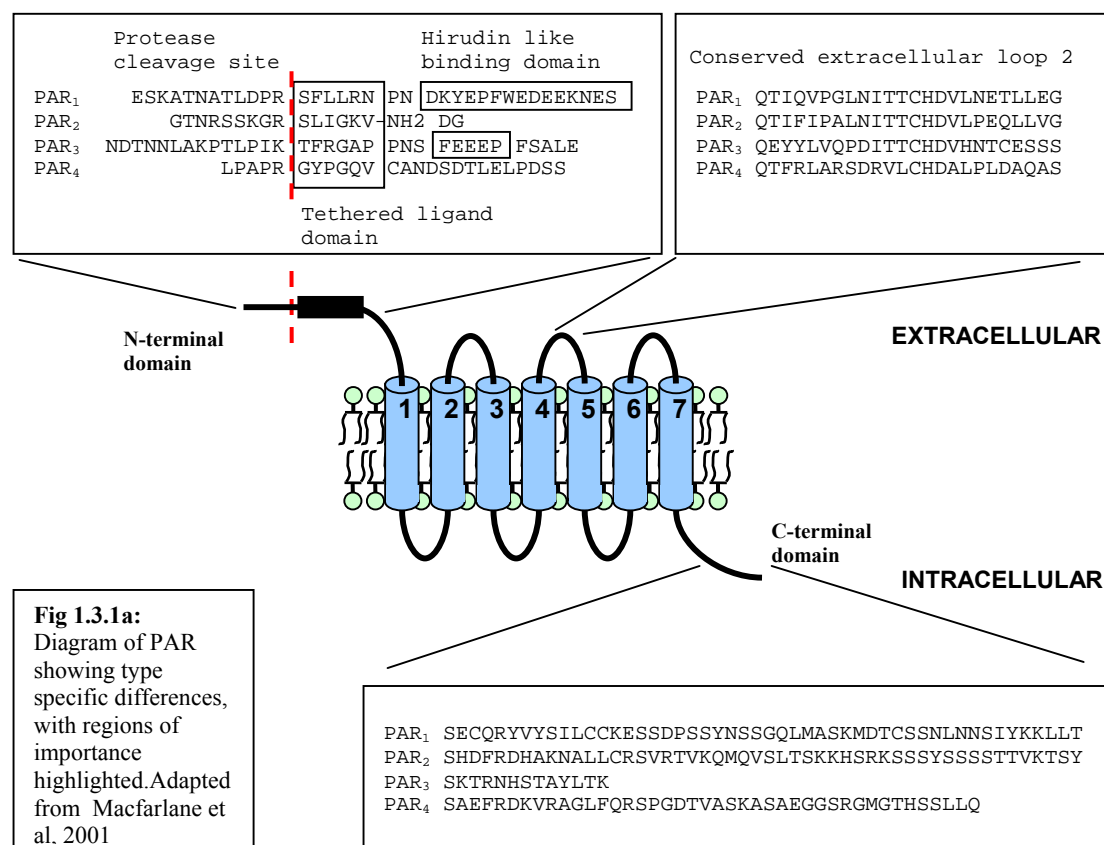 Protease
cleavage site
Hirudin like
binding domain
PAR1 ESKATNATLDPR SFLLRN PN DKYEPFWEDEEKNES
PAR2 GTNRSSKGR SLIGKV-NH2 DG
PAR3 NDTNNLAKPTLPIK TFRGAP PNS FEEEP FSALE
PAR4 LPAPR GYPGQV CANDSDTLELPDSS
Tethered ligand
domain
Conserved extracellular loop 2
PAR1 QTIQVPGLNITTCHDVLNETLLEG
PAR2 QTIFIPALNITTCHDVLPEQLLVG
PAR3 QEYYLVQPDITTCHDVHNTCESSS
PAR4 QTFRLARSDRVLCHDALPLDAQAS
N-terminal
domain
EXTRACELLULAR
1 2 3 4 5 6 7
C-terminal
domain
INTRACELLULAR
Fig 1.3.1a:
Diagram of PAR
showing type
specific differences,
with regions of
importance
highlighted.Adapted
from Macfarlane et
al, 2001
PAR1 SECQRYVYSILCCKESSDPSSYNSSGQLMASKMDTCSSNLNNSIYKKLLT
PAR2 SHDFRDHAKNALLCRSVRTVKQMQVSLTSKKHSRKSSSYSSSSTTVKTSY
PAR3 SKTRNHSTAYLTK
PAR4 SAEFRDKVRAGLFQRSPGDTVASKASAEGGSRGMGTHSSLLQ